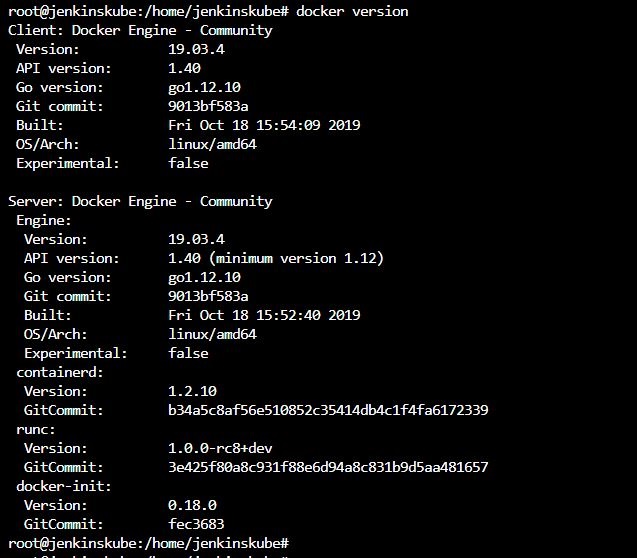 root@jenkinskube:/home/jenkinskube# docker version
Client: Docker Engine - Community
 Version:           19.03.4
 API version:       1.40
 Go version:        go1.12.10
 Git commit:        9013bf583a
 Built:             Fri Oct 18 15:54:09 2019
 OS/Arch:           linux/amd64
 Experimental:      false

Server: Docker Engine - Community
 Engine:
  Version:          19.03.4
  API version:      1.40 (minimum version 1.12)
  Go version:       go1.12.10
  Git commit:       9013bf583a
  Built:            Fri Oct 18 15:52:40 2019
  OS/Arch:          linux/amd64
  Experimental:     false
 containerd:
  Version:          1.2.10
  GitCommit:        b34a5c8af56e510852c35414db4c1f4fa6172339
 runc:
  Version:          1.0.0-rc8+dev
  GitCommit:        3e425f80a8c931f88e6d94a8c831b9d5aa481657
 docker-init:
  Version:          0.18.0
  GitCommit:        fec3683
root@jenkinskube:/home/jenkinskube#